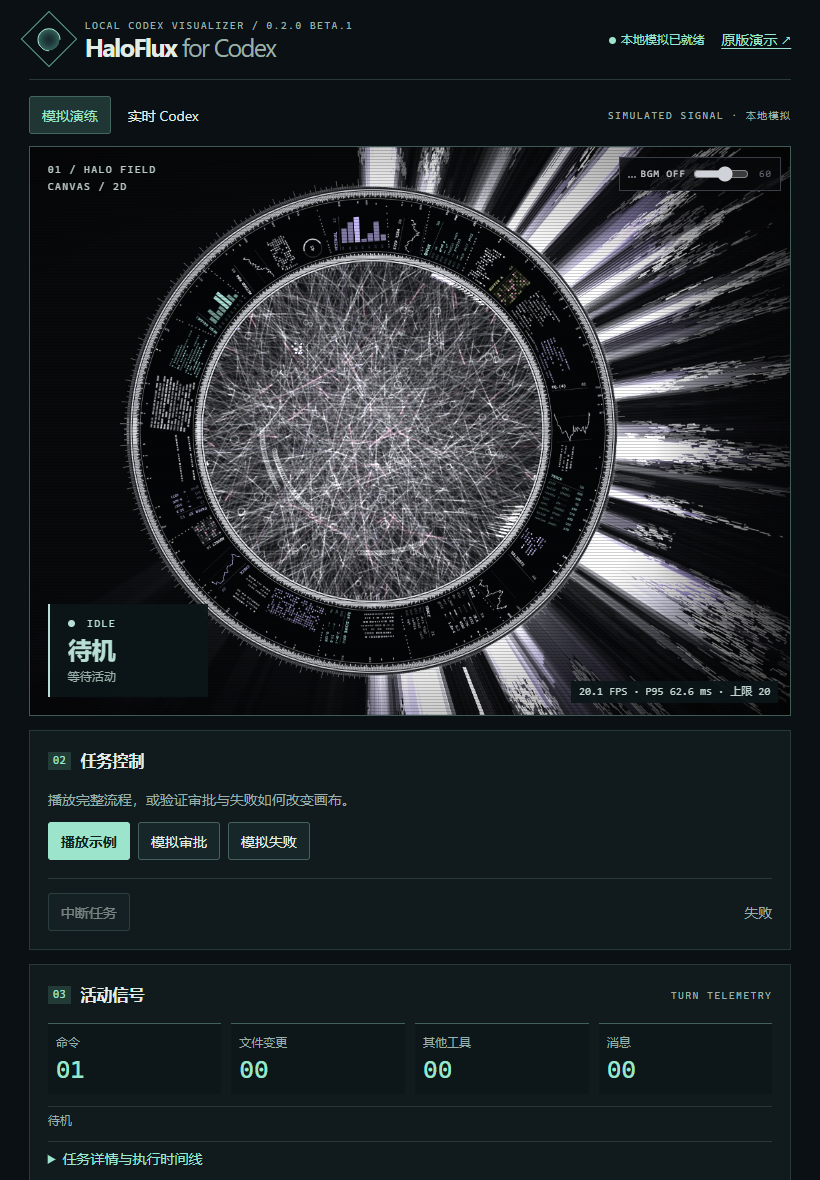 LOCAL CODEX VISUALIZER / 0.2.0 BETA.1
HaloFlux for Codex
本地模拟已就绪
原版演示 ↗
模拟演练
实时 Codex
SIMULATED SIGNAL · 本地模拟
01 / HALO FIELD
CANVAS / 2D
… BGM OFF
60
IDLE
待机
等待活动
20.1 FPS · P95 62.6 ms · 上限 20
02 任务控制
播放完整流程，或验证审批与失败如何改变画布。
播放示例
模拟审批
模拟失败
中断任务
失败
03 活动信号
TURN TELEMETRY
命令
01
文件变更
00
其他工具
00
消息
00
待机
▶ 任务详情与执行时间线